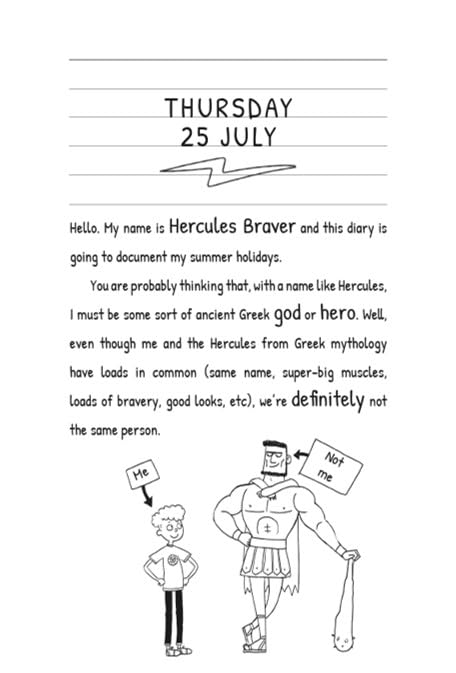 THURSDAY
25 JULY
Hello. My name is Hercules Braver and this diary is
going to document my summer holidays.
You are probably thinking that, with a name like Hercules,
I must be some sort of ancient Greek god or hero. Well,
even though me and the Hercules from Greek mythology
have loads in common (same name, super-big muscles,
loads of bravery, good looks, etc), we're definitely not
the same person.
Me
Not
me